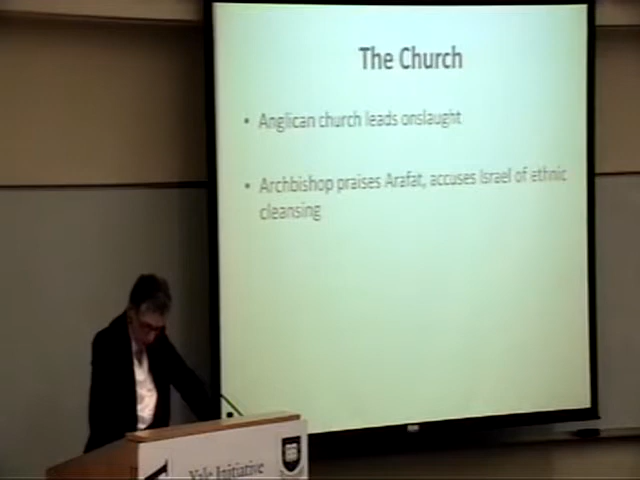 The Church
• Anglican church leads onslaught
• Archbishop praises Arafat, accuses Israel of ethnic
cleansing
Yale Initiative